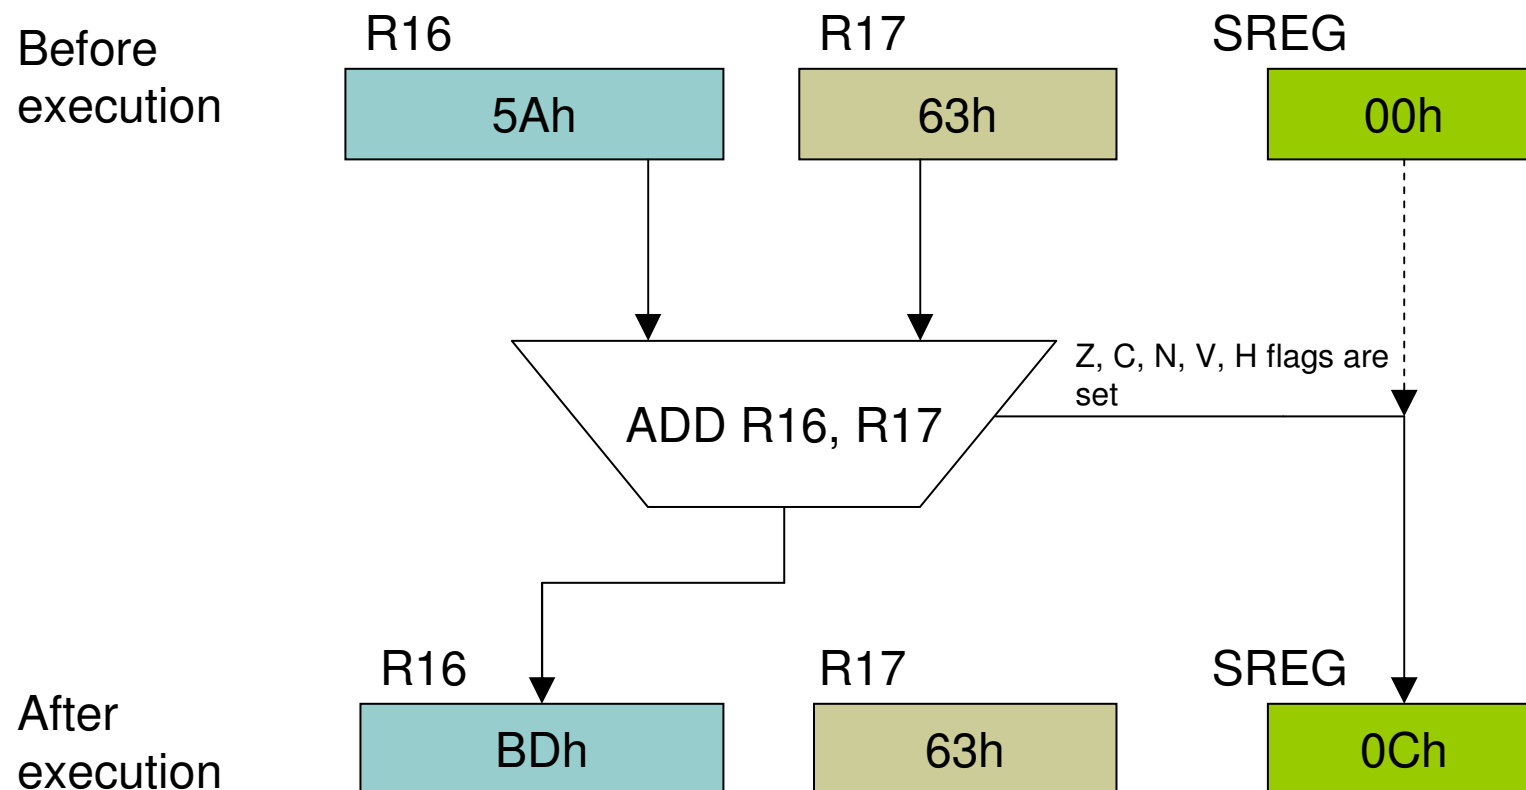 Before
execution
R16
R17
SREG
5Ah
63h
00h
Z, C, N, V, H flags are
set
ADD R16, R17
After
execution
R16
R17
SREG
BDh
63h
0Ch